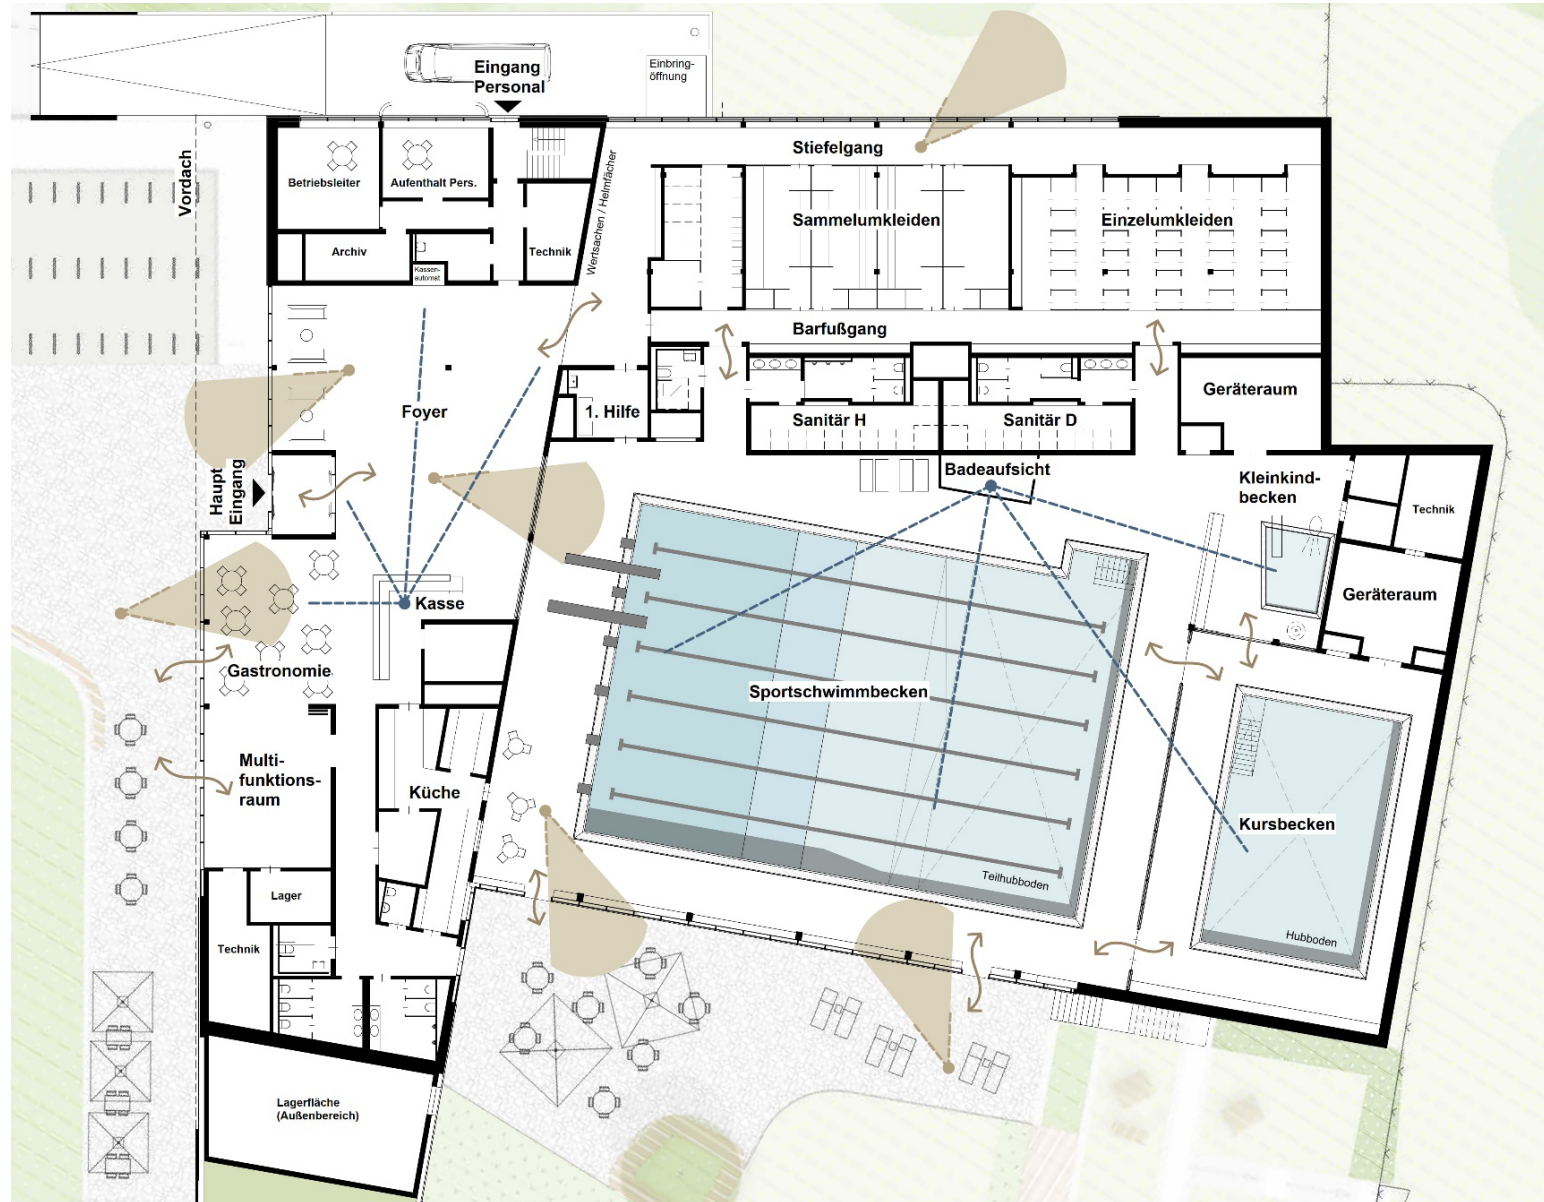 Eingang
Personal
Einbring-
öffnung
Vordach
Betriebsleiter
Aufenthalt Pers.
Archiv
Kassen-
automat
Technik
Wertsachen / Helmfächer
Stiefelgang
Sammelumkleiden
Einzelumkleiden
Barfußgang
Foyer
1. Hilfe
Sanitär H
Sanitär D
Geräteraum
Haupt
Eingang
Badeaufsicht
Kleinkind-
becken
Technik
Geräteraum
Kasse
Gastronomie
Sportschwimmbecken
Multi-
funktions-
raum
Küche
Kursbecken
Teilhubboden
Hubboden
Lager
Technik
Lagerfläche
(Außenbereich)